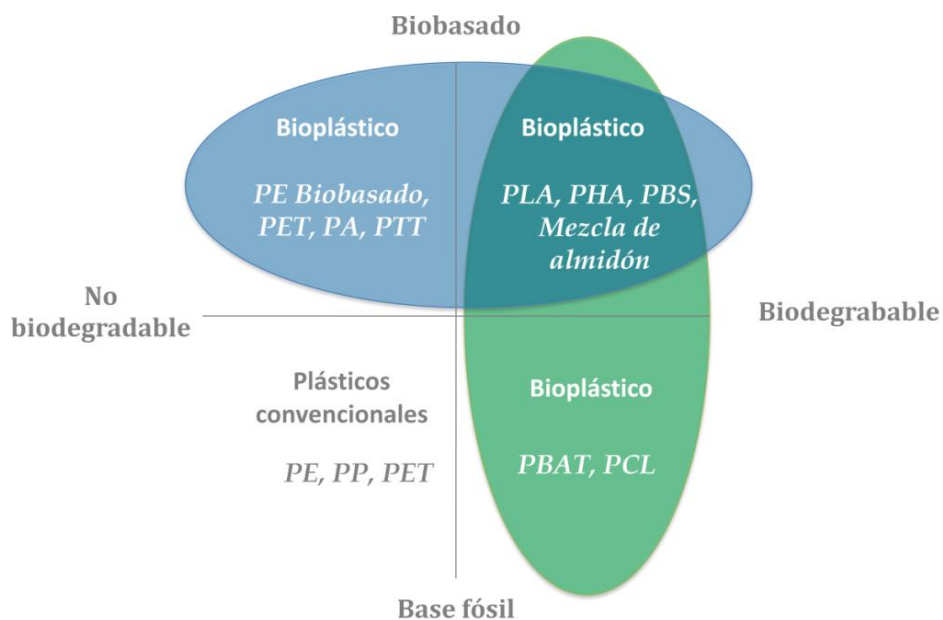 Biobasado
Bioplástico
PE Biobasado,
PET, PA, PTT
Bioplástico
PLA, PHA, PBS,
Mezcla de
almidón
No
biodegradable
Biodegrabable
Plásticos
convencionales
PE, PP, PET
Bioplástico
PBAT, PCL
Base fósil